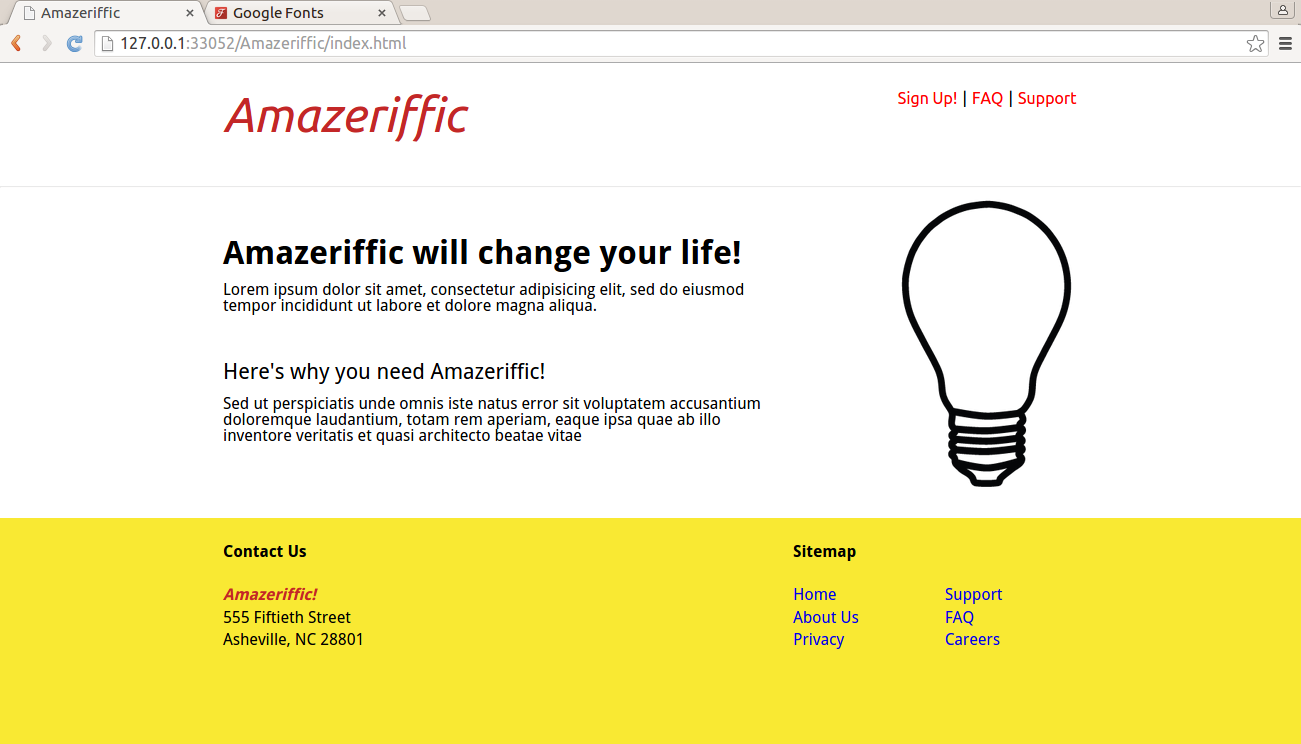 Amazeriffic
Google Fonts
127.0.0.1:33052/Amazeriffic/index.html
Amazeriffic
Sign Up! | FAQ | Support
Amazeriffic will change your life!
Lorem ipsum dolor sit amet, consectetur adipisicing elit, sed do eiusmod
tempor incididunt ut labore et dolore magna aliqua.
Here's why you need Amazeriffic!
Sed ut perspiciatis unde omnis iste natus error sit voluptatem accusantium
doloremque laudantium, totam rem aperiam, eaque ipsa quae ab illo
inventore veritatis et quasi architecto beatae vitae
Contact Us
Amazeriffic!
555 Fiftieth Street
Asheville, NC 28801
Sitemap
Home
About Us
Privacy
Support
FAQ
Careers